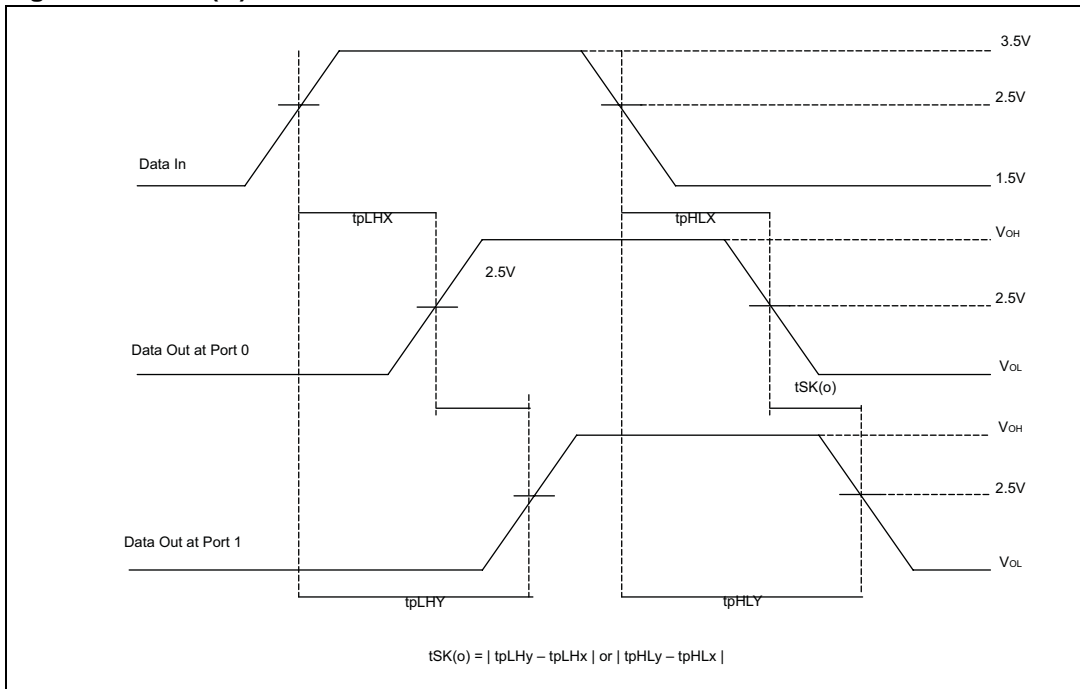 3.5V
2.5V
Data In
1.5V
tpLHX
tpHLX
VOH
2.5V
2.5V
Data Out at Port 0
VOL
tSK(o)
VOH
2.5V
Data Out at Port 1
VOL
tpLHY
tpHLY
tSK(o) = | tpLHy – tpLHx | or | tpHLy – tpHLx |